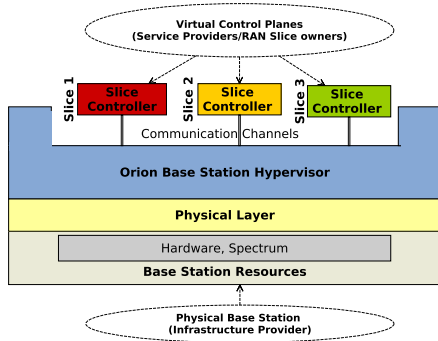 Virtual Control Planes
(Service Providers/RAN Slice owners)
Slice 1
Slice
Controller
Slice 2
Slice
Controller
Slice 3
Slice
Controller
Communication Channels
Orion Base Station Hypervisor
Physical Layer
Hardware, Spectrum
Base Station Resources
Physical Base Station
(Infrastructure Provider)